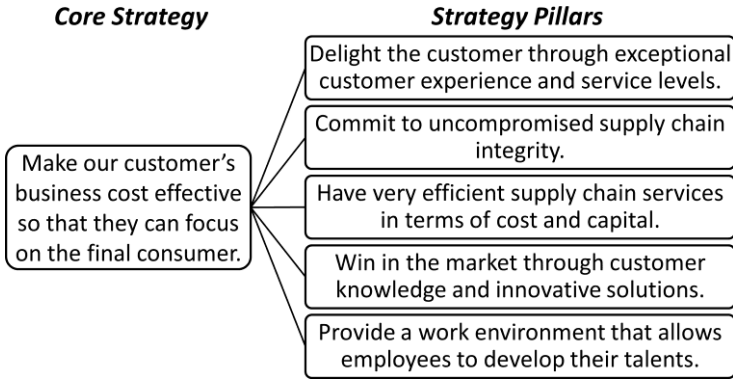 Core Strategy
Strategy Pillars
Make our customer's
business cost effective
so that they can focus
on the final consumer.
Delight the customer through exceptional
customer experience and service levels.
Commit to uncompromised supply chain
integrity.
Have very efficient supply chain services
in terms of cost and capital.
Win in the market through customer
knowledge and innovative solutions.
Provide a work environment that allows
employees to develop their talents.